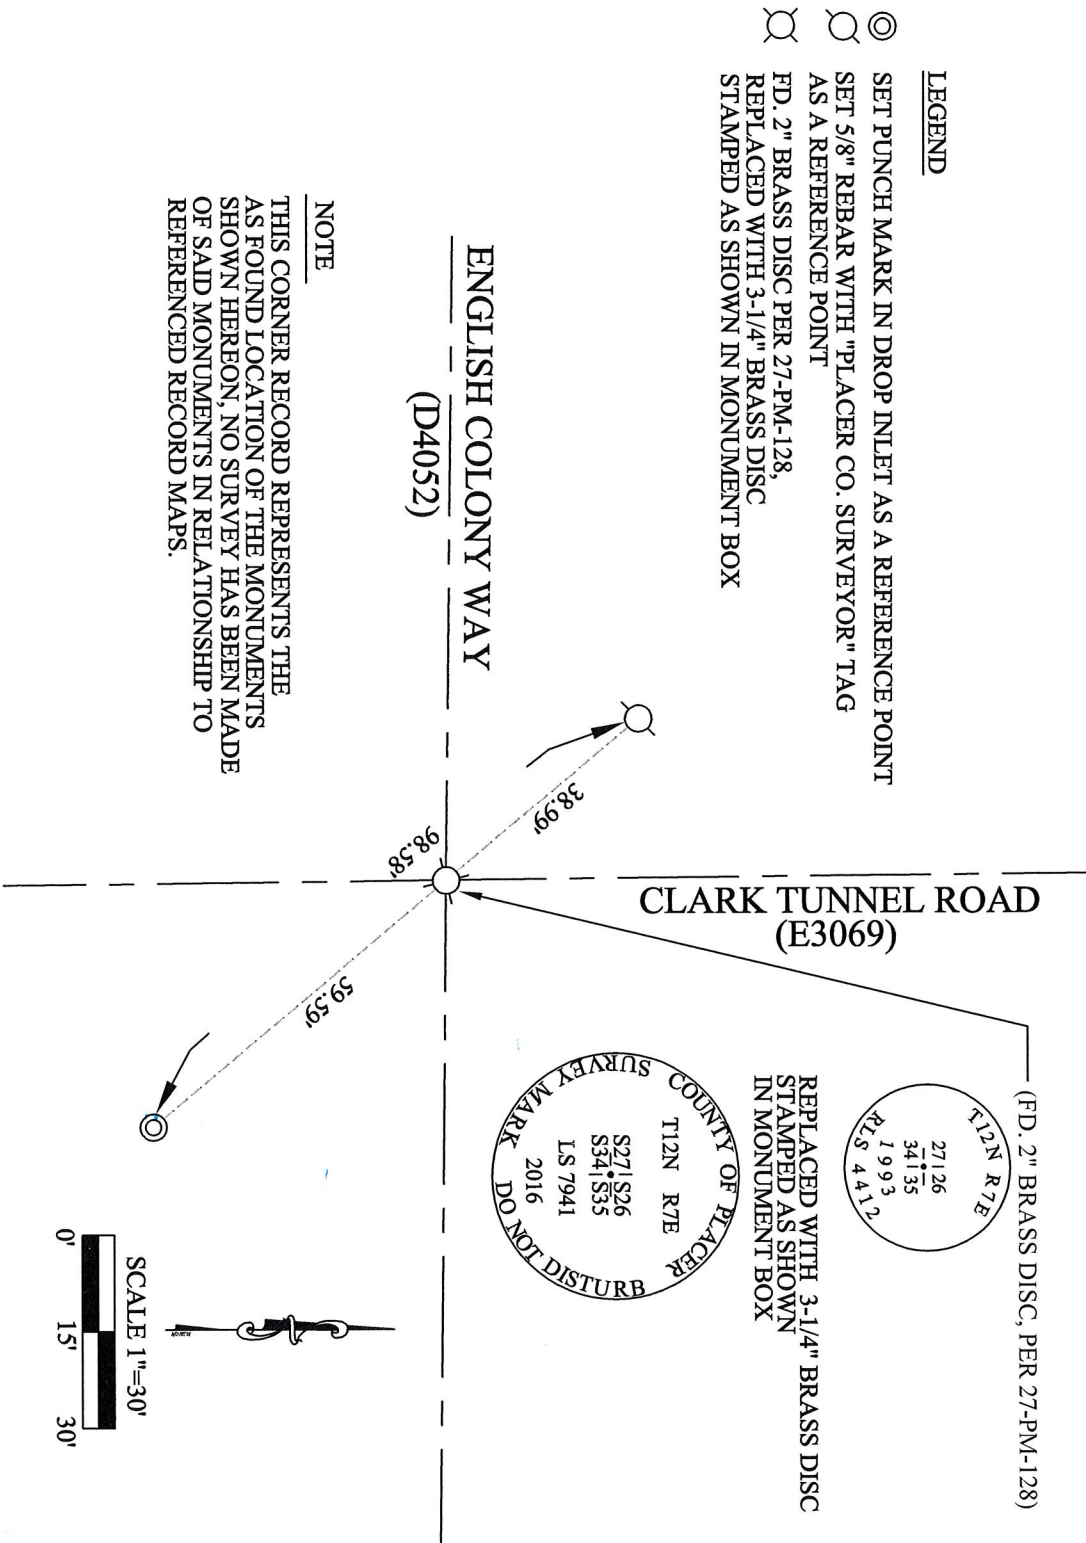 LEGEND
SET PUNCH MARK IN DROP INLET AS A REFERENCE POINT
SET 5/8" REBAR WITH "PLACER CO. SURVEYOR" TAG
AS A REFERENCE POINT
FD. 2" BRASS DISC PER 27-PM-128,
REPLACED WITH 3-1/4" BRASS DISC
STAMPED AS SHOWN IN MONUMENT BOX
(FD. 2" BRASS DISC, PER 27-PM-128)
T12N R7E
27 26
34 35
1993
RLS 4412
REPLACED WITH 3-1/4" BRASS DISC
STAMPED AS SHOWN
IN MONUMENT BOX
COUNTY OF PLACER
T12N R7E
S27 S26
S34 S35
LS 7941
2016
SURVEY MARK DO NOT DISTURB
CLARK TUNNEL ROAD
(E3069)
ENGLISH COLONY WAY
(D4052)
38.99'
98.58'
59.59'
NOTE
THIS CORNER RECORD REPRESENTS THE
AS FOUND LOCATION OF THE MONUMENTS
SHOWN HEREON, NO SURVEY HAS BEEN MADE
OF SAID MONUMENTS IN RELATIONSHIP TO
REFERENCED RECORD MAPS.
SCALE 1"=30'
0' 15' 30'